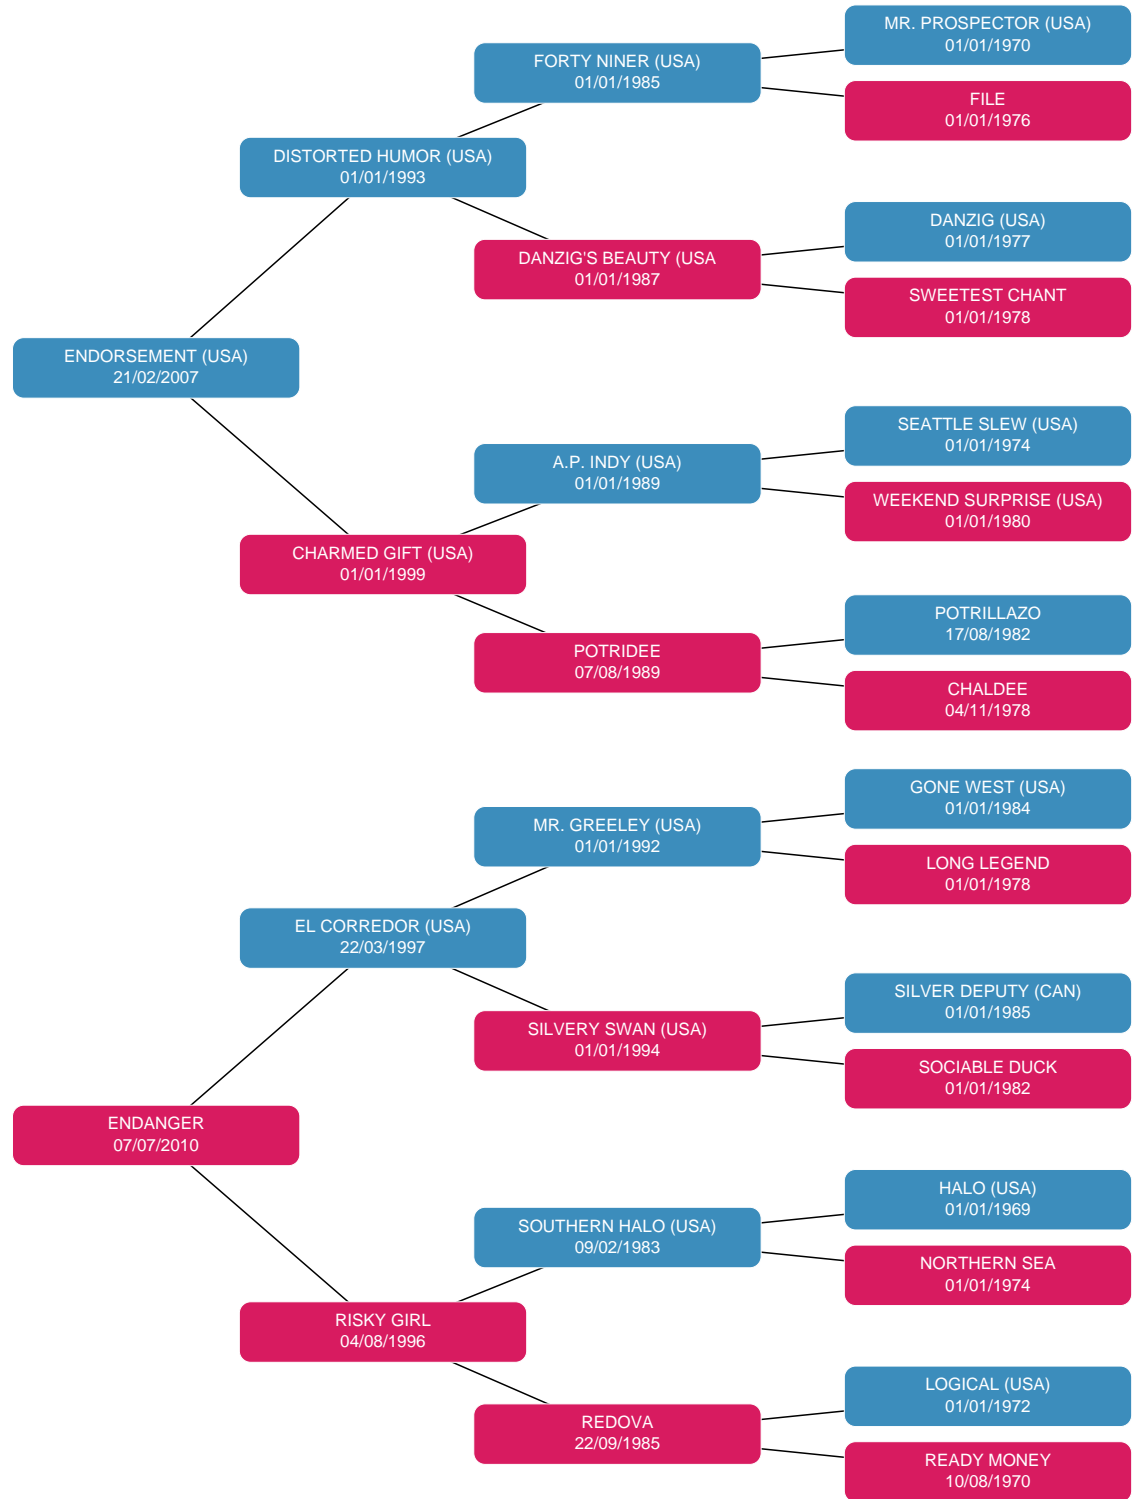 MR. PROSPECTOR (USA)
01/01/1970
FORTY NINER (USA)
01/01/1985
FILE
01/01/1976
DISTORTED HUMOR (USA)
01/01/1993
DANZIG (USA)
01/01/1977
DANZIG'S BEAUTY (USA
01/01/1987
SWEETEST CHANT
01/01/1978
ENDORSEMENT (USA)
21/02/2007
SEATTLE SLEW (USA)
01/01/1974
A.P. INDY (USA)
01/01/1989
WEEKEND SURPRISE (USA)
01/01/1980
CHARMED GIFT (USA)
01/01/1999
POTRILLAZO
17/08/1982
POTRIDEE
07/08/1989
CHALDEE
04/11/1978
GONE WEST (USA)
01/01/1984
MR. GREELEY (USA)
01/01/1992
LONG LEGEND
01/01/1978
EL CORREDOR (USA)
22/03/1997
SILVER DEPUTY (CAN)
01/01/1985
SILVERY SWAN (USA)
01/01/1994
SOCIABLE DUCK
01/01/1982
ENDANGER
07/07/2010
HALO (USA)
01/01/1969
SOUTHERN HALO (USA)
09/02/1983
NORTHERN SEA
01/01/1974
RISKY GIRL
04/08/1996
LOGICAL (USA)
01/01/1972
REDOVA
22/09/1985
READY MONEY
10/08/1970